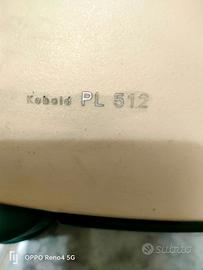 Kobold PL 512
OPPO Reno4 5G
subito